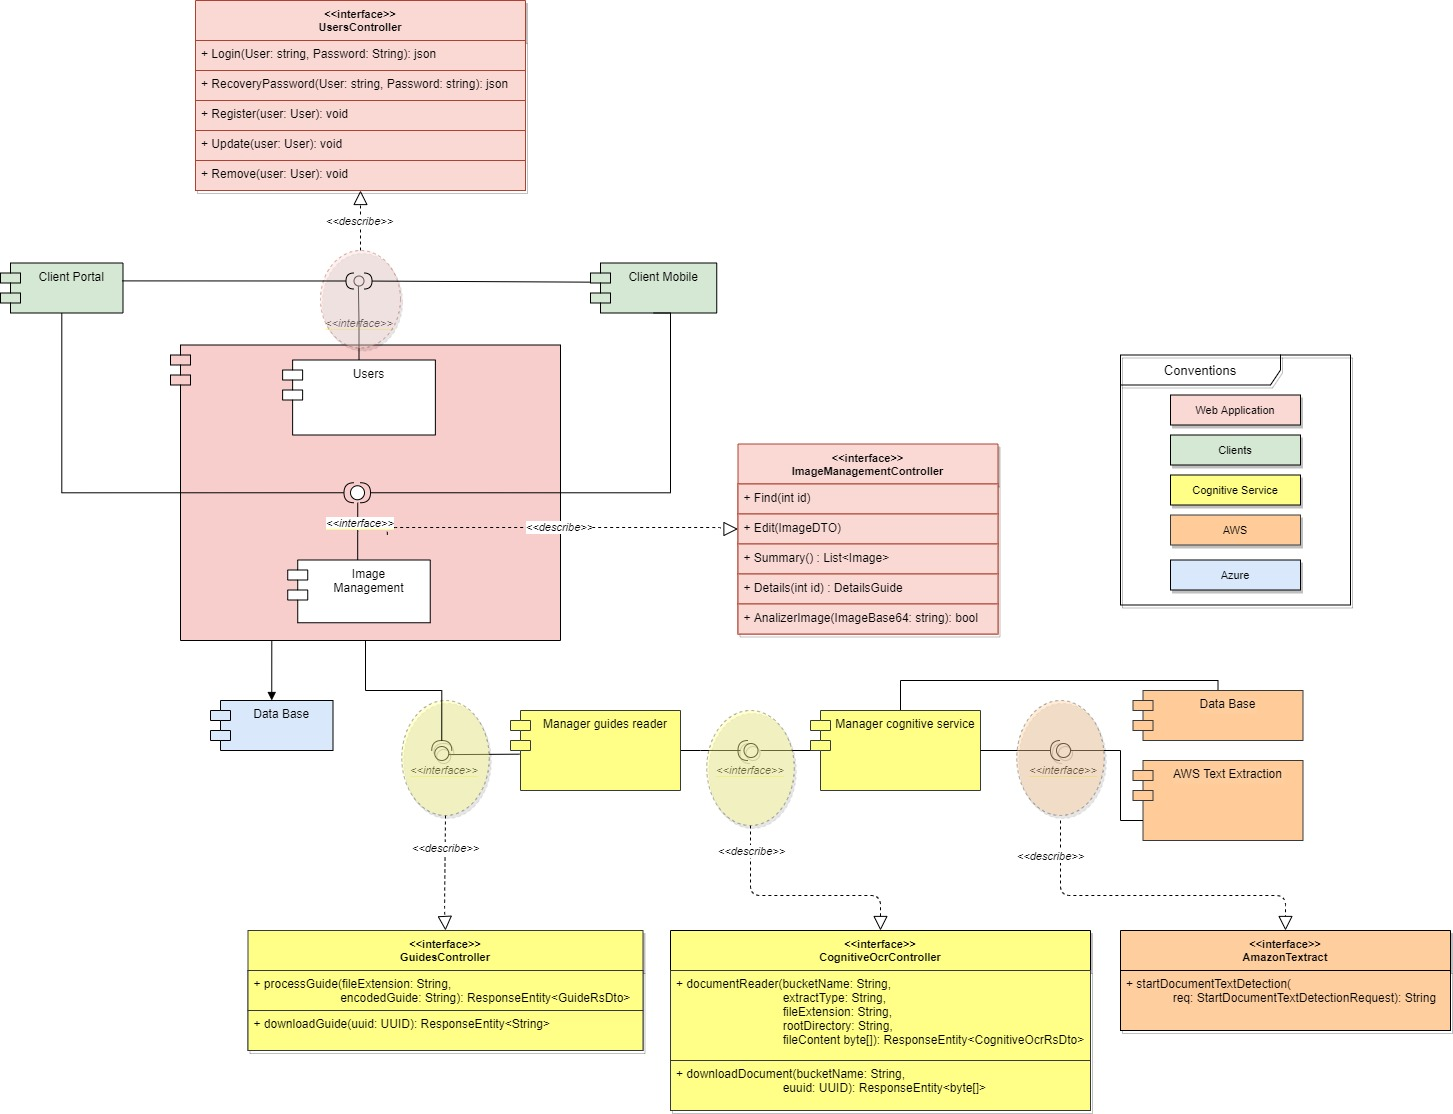 <<interface>>
UsersController
+ Login(User: string, Password: String): json
+ RecoveryPassword(User: string, Password: string): json
+ Register(user: User): void
+ Update(user: User): void
+ Remove(user: User): void
<<describe>>
Client Portal
Client Mobile
<<interface>>
Users
Conventions
Web Application
Clients
Cognitive Service
AWS
Azure
<<interface>>
<<describe>>
Image
Management
<<interface>>
ImageManagementController
+ Find(int id)
+ Edit(ImageDTO)
+ Summary() : List<Image>
+ Details(int id) : DetailsGuide
+ AnalizerImage(ImageBase64: string): bool
Data Base
<<interface>>
Manager guides reader
<<interface>>
Manager cognitive service
<<interface>>
Data Base
AWS Text Extraction
<<describe>>
<<describe>>
<<describe>>
<<interface>>
GuidesController
+ processGuide(fileExtension: String,
encodedGuide: String): ResponseEntity<GuideRsDto>
+ downloadGuide(uuid: UUID): ResponseEntity<String>
<<interface>>
CognitiveOcrController
+ documentReader(bucketName: String,
extractType: String,
fileExtension: String,
rootDirectory: String,
fileContent byte[]): ResponseEntity<CognitiveOcrRsDto>
+ downloadDocument(bucketName: String,
euuid: UUID): ResponseEntity<byte[]>
<<interface>>
AmazonTextract
+ startDocumentTextDetection(
req: StartDocumentTextDetectionRequest): String